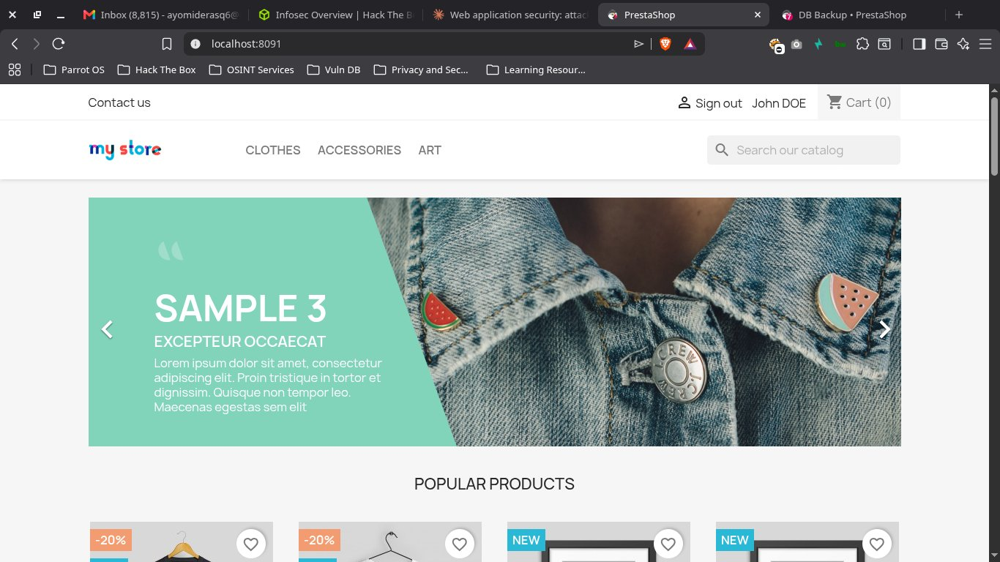 Inbox (8,815) - ayomiderasq6@
Infosec Overview | Hack The B
Web application security: attac
PrestaShop
DB Backup • PrestaShop
localhost:8091
Parrot OS
Hack The Box
OSINT Services
Vuln DB
Privacy and Sec...
Learning Resour...
Contact us
Sign out
John DOE
Cart (0)
my store
CLOTHES
ACCESSORIES
ART
Search our catalog
SAMPLE 3
EXCEPTEUR OCCAECAT
Lorem ipsum dolor sit amet, consectetur
adipiscing elit. Proin tristique in tortor et
dignissim. Quisque non tempor leo.
Maecenas egestas sem elit
J.CREW J.CREW
POPULAR PRODUCTS
-20%
-20%
NEW
NEW